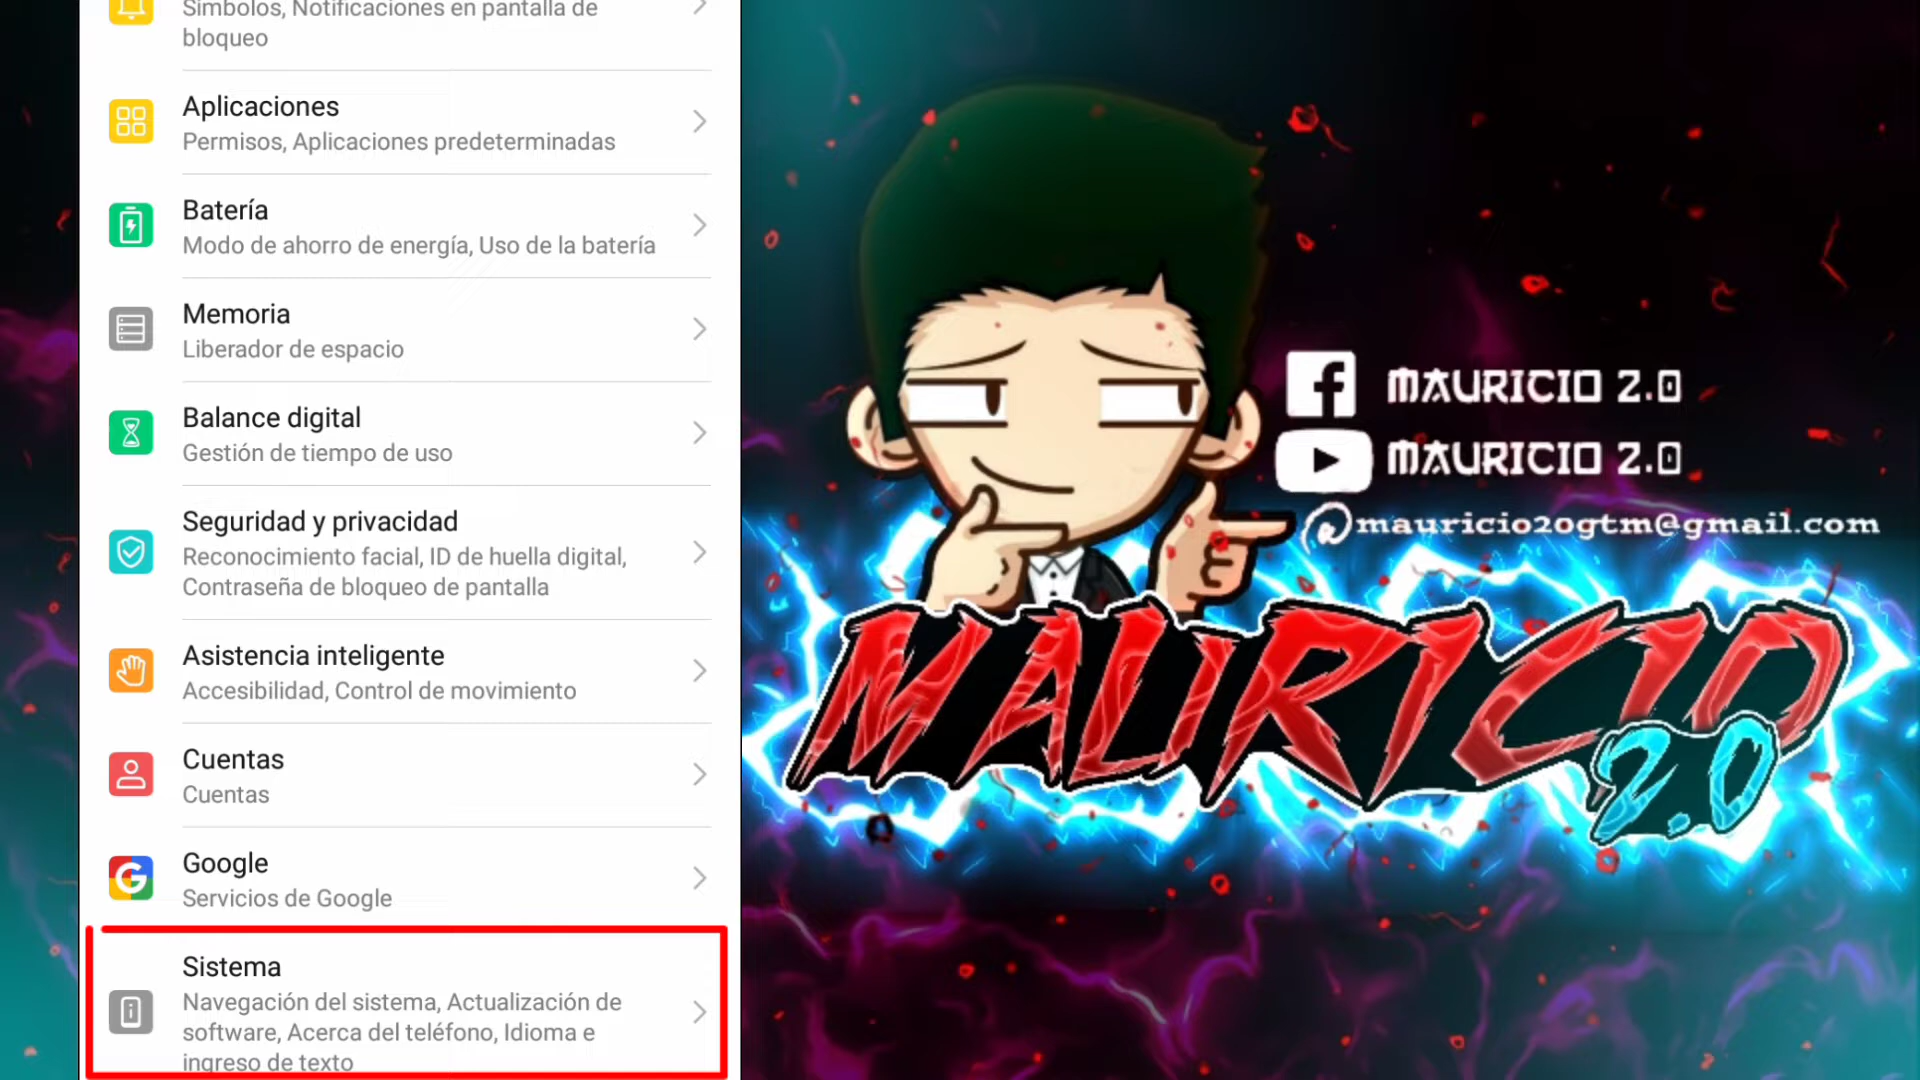 Símbolos, Notificaciones en pantalla de
bloqueo
Aplicaciones
Permisos, Aplicaciones predeterminadas
Batería
Modo de ahorro de energía, Uso de la batería
Memoria
Liberador de espacio
Balance digital
Gestión de tiempo de uso
Seguridad y privacidad
Reconocimiento facial, ID de huella digital,
Contraseña de bloqueo de pantalla
Asistencia inteligente
Accesibilidad, Control de movimiento
Cuentas
Cuentas
Google
Servicios de Google
Sistema
Navegación del sistema, Actualización de
software, Acerca del teléfono, Idioma e
ingreso de texto
MAURICIO 2.0
MAURICIO 2.0
@mauricio20gtm@gmail.com
MAURICIO
2.0